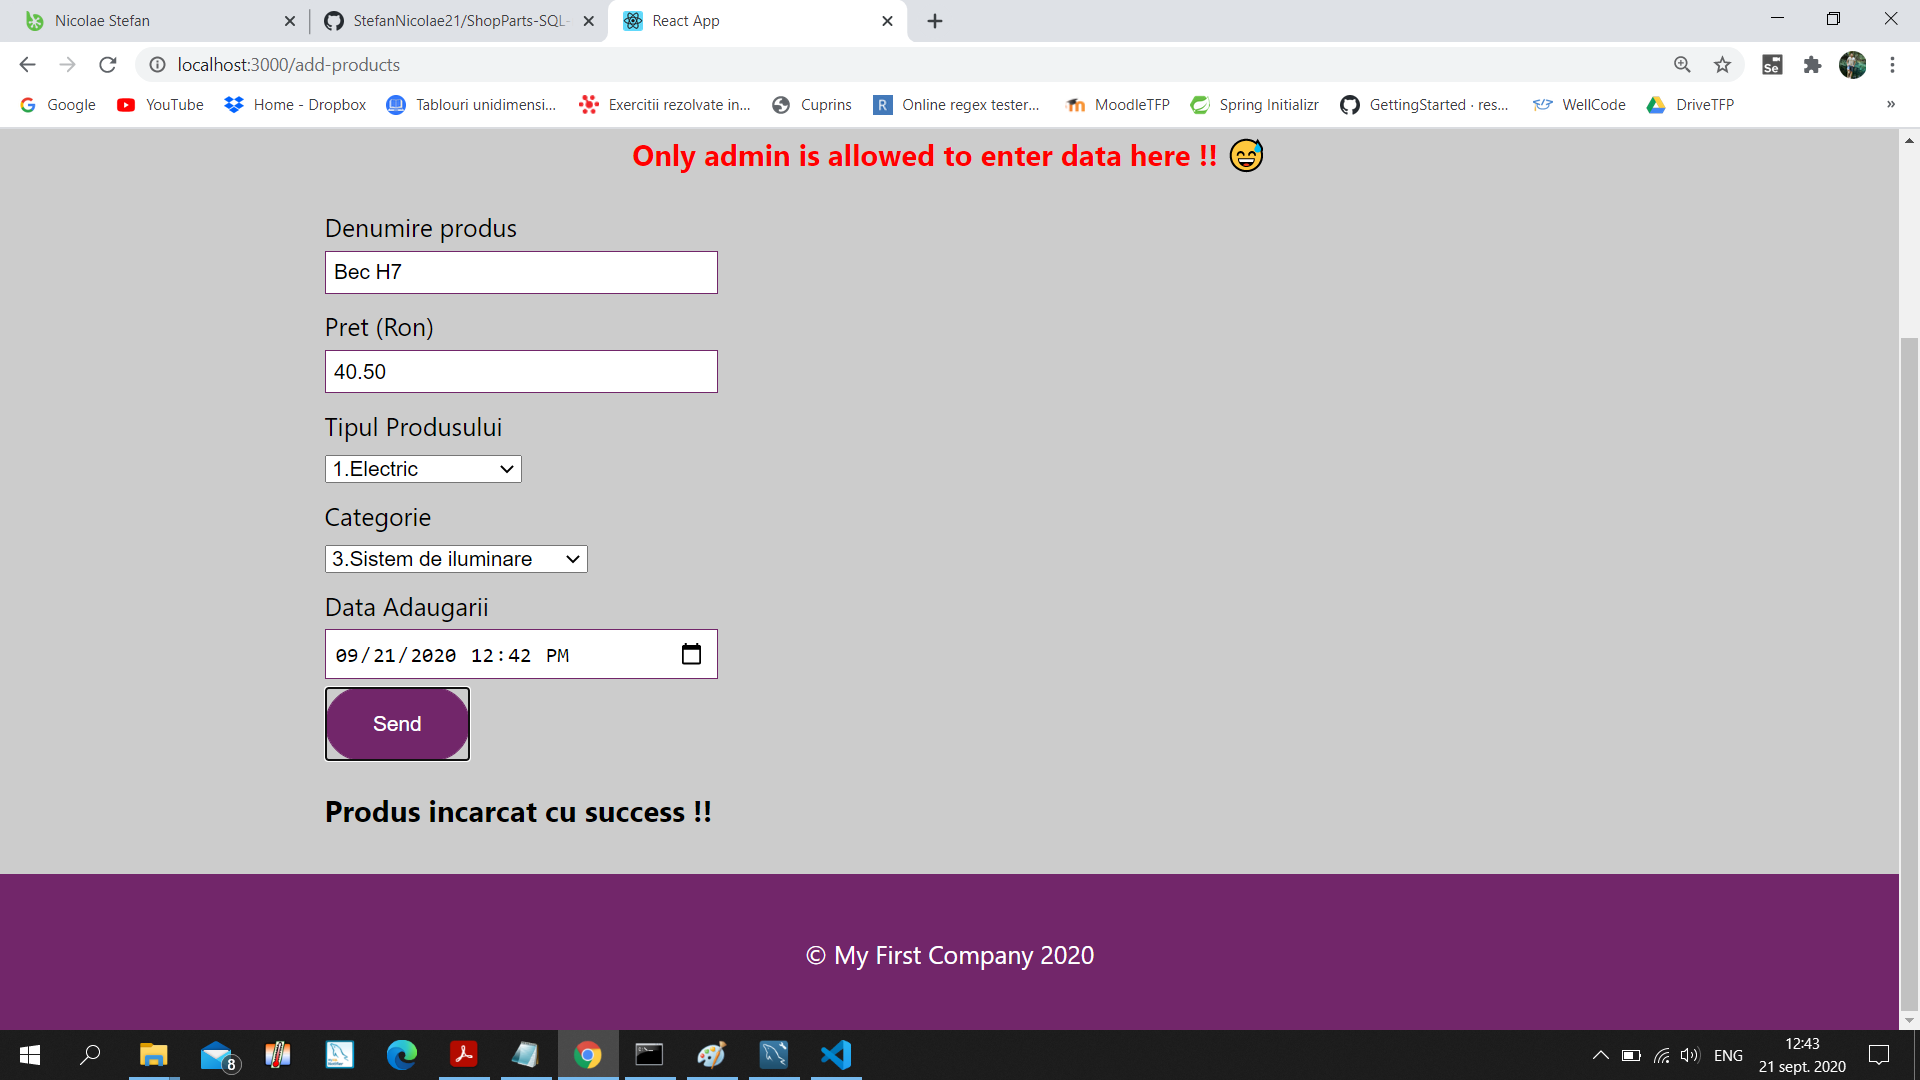 Nicolae Stefan
StefanNicolae21/ShopParts-SQL-
React App
localhost:3000/add-products
Se
Google
YouTube
Home - Dropbox
Tablouri unidimensi...
Exercitii rezolvate in...
Cuprins
R
Online regex tester...
MoodleTFP
Spring Initializr
GettingStarted · res...
WellCode
DriveTFP
»
Only admin is allowed to enter data here !! 😅
Denumire produs
Bec H7
Pret (Ron)
40.50
Tipul Produsului
1.Electric
Categorie
3.Sistem de iluminare
Data Adaugarii
09/21/2020 12:42 PM
Send
Produs incarcat cu success !!
© My First Company 2020
8
ENG
12:43
21 sept. 2020